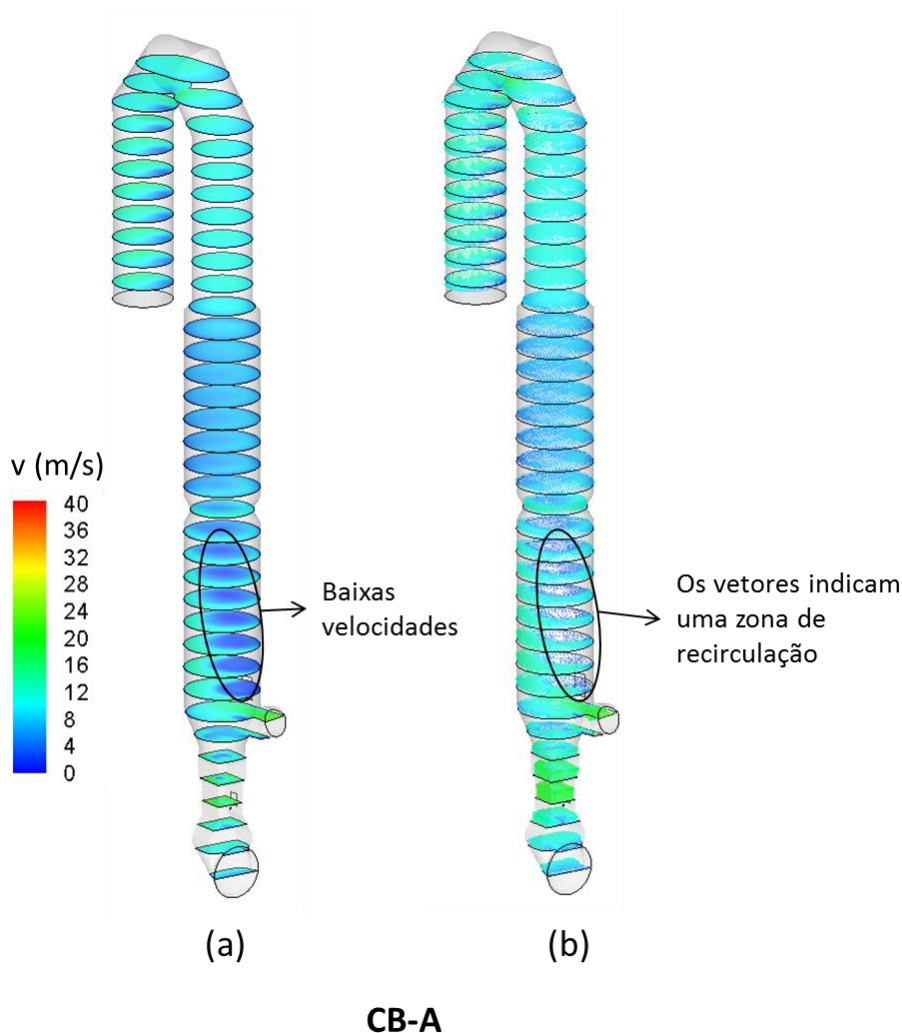 v (m/s)
40
36
32
28
24
20
16
12
8
4
0
Baixas
velocidades
Os vetores indicam
uma zona de
recirculação
(a)
(b)
CB-A